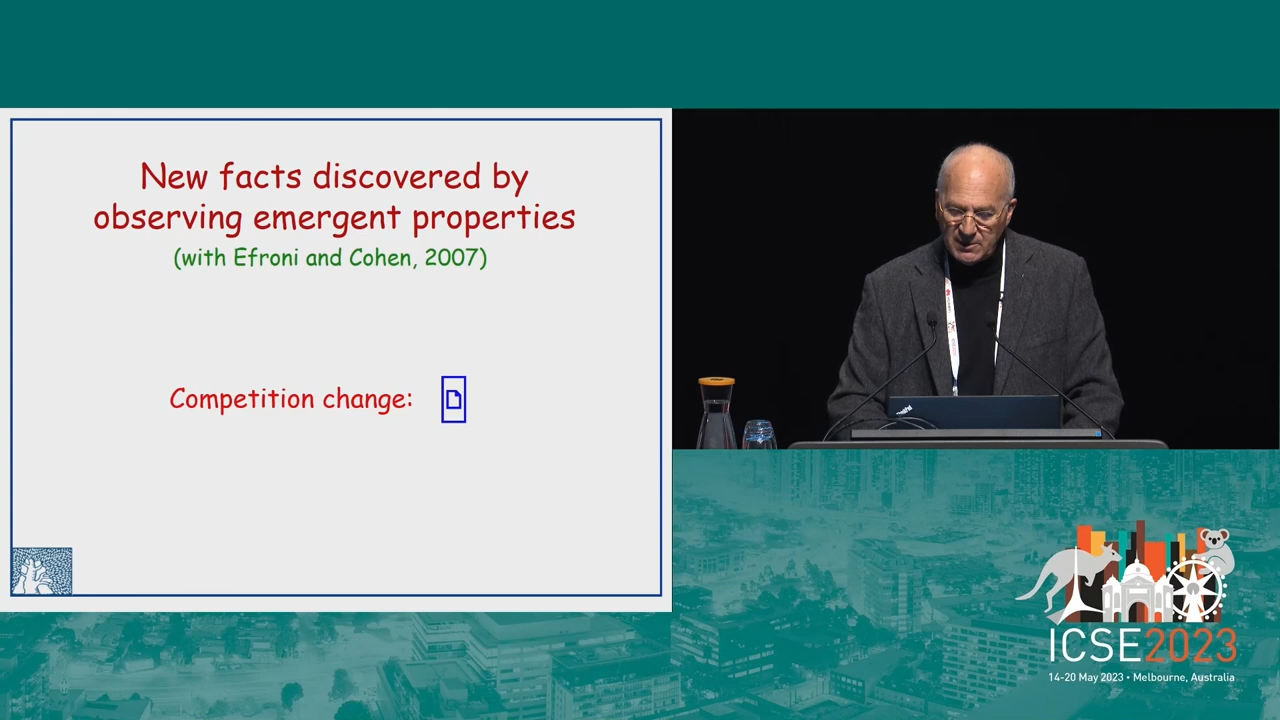 New facts discovered by
observing emergent properties
(with Efroni and Cohen, 2007)
Competition change:
ThinkPad
ICSE2023
14-20 May 2023 • Melbourne, Australia